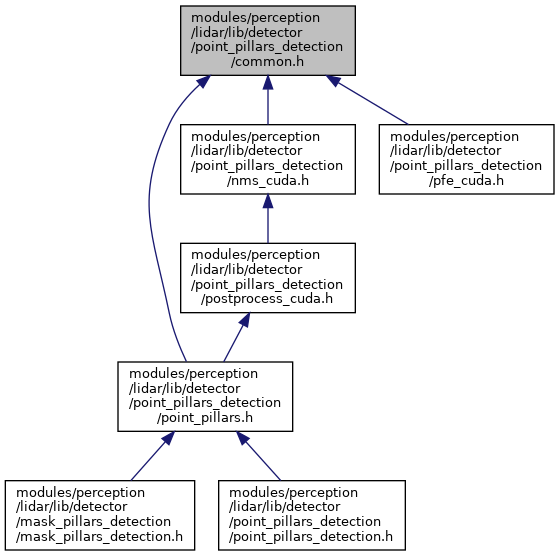 modules/perception
/lidar/lib/detector
/point_pillars_detection
/common.h
modules/perception
/lidar/lib/detector
/point_pillars_detection
/nms_cuda.h
modules/perception
/lidar/lib/detector
/point_pillars_detection
/pfe_cuda.h
modules/perception
/lidar/lib/detector
/point_pillars_detection
/postprocess_cuda.h
modules/perception
/lidar/lib/detector
/point_pillars_detection
/point_pillars.h
modules/perception
/lidar/lib/detector
/mask_pillars_detection
/mask_pillars_detection.h
modules/perception
/lidar/lib/detector
/point_pillars_detection
/point_pillars_detection.h